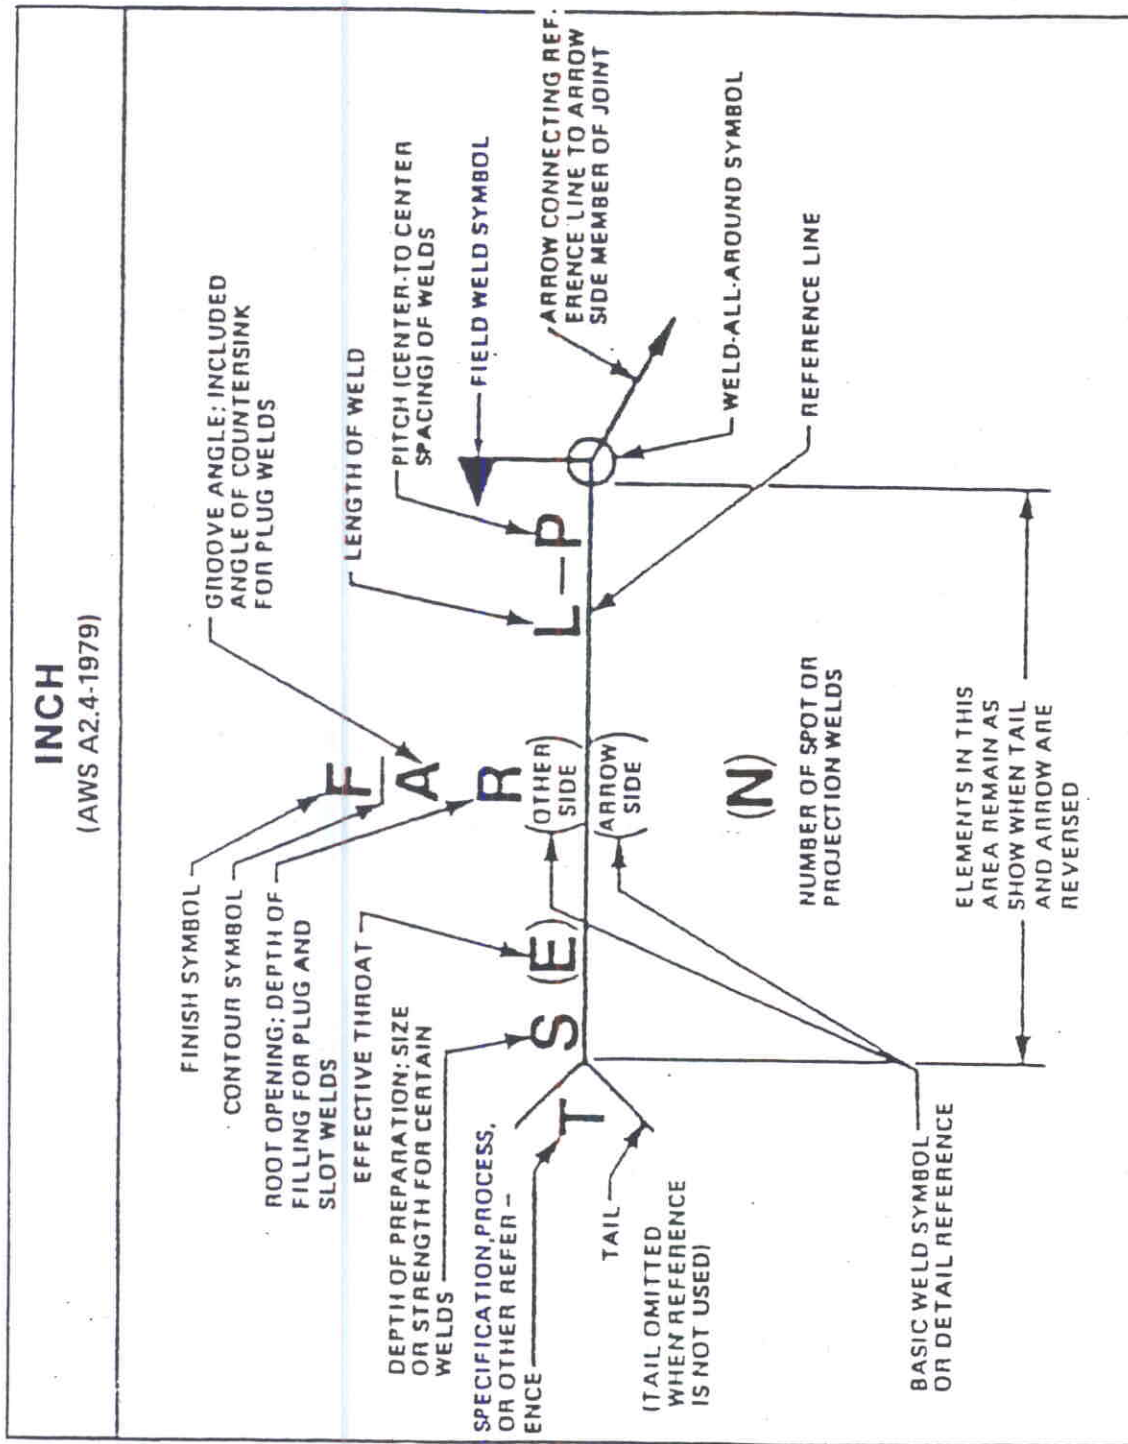 INCH
(AWS A2.4-1979)
FINISH SYMBOL
CONTOUR SYMBOL
ROOT OPENING; DEPTH OF
FILLING FOR PLUG AND
SLOT WELDS
EFFECTIVE THROAT
DEPTH OF PREPARATION; SIZE
OR STRENGTH FOR CERTAIN
WELDS
SPECIFICATION, PROCESS,
OR OTHER REFER –
ENCE
TAIL
(TAIL OMITTED
WHEN REFERENCE
IS NOT USED)
BASIC WELD SYMBOL
OR DETAIL REFERENCE
T
S
(E)
F
A
R
(OTHER
SIDE)
(ARROW
SIDE)
(N)
NUMBER OF SPOT OR
PROJECTION WELDS
L – P
GROOVE ANGLE; INCLUDED
ANGLE OF COUNTERSINK
FOR PLUG WELDS
LENGTH OF WELD
PITCH (CENTER-TO CENTER
SPACING) OF WELDS
FIELD WELD SYMBOL
ARROW CONNECTING REF.
ERENCE LINE TO ARROW
SIDE MEMBER OF JOINT
WELD-ALL-AROUND SYMBOL
REFERENCE LINE
ELEMENTS IN THIS
AREA REMAIN AS
SHOW WHEN TAIL
AND ARROW ARE
REVERSED